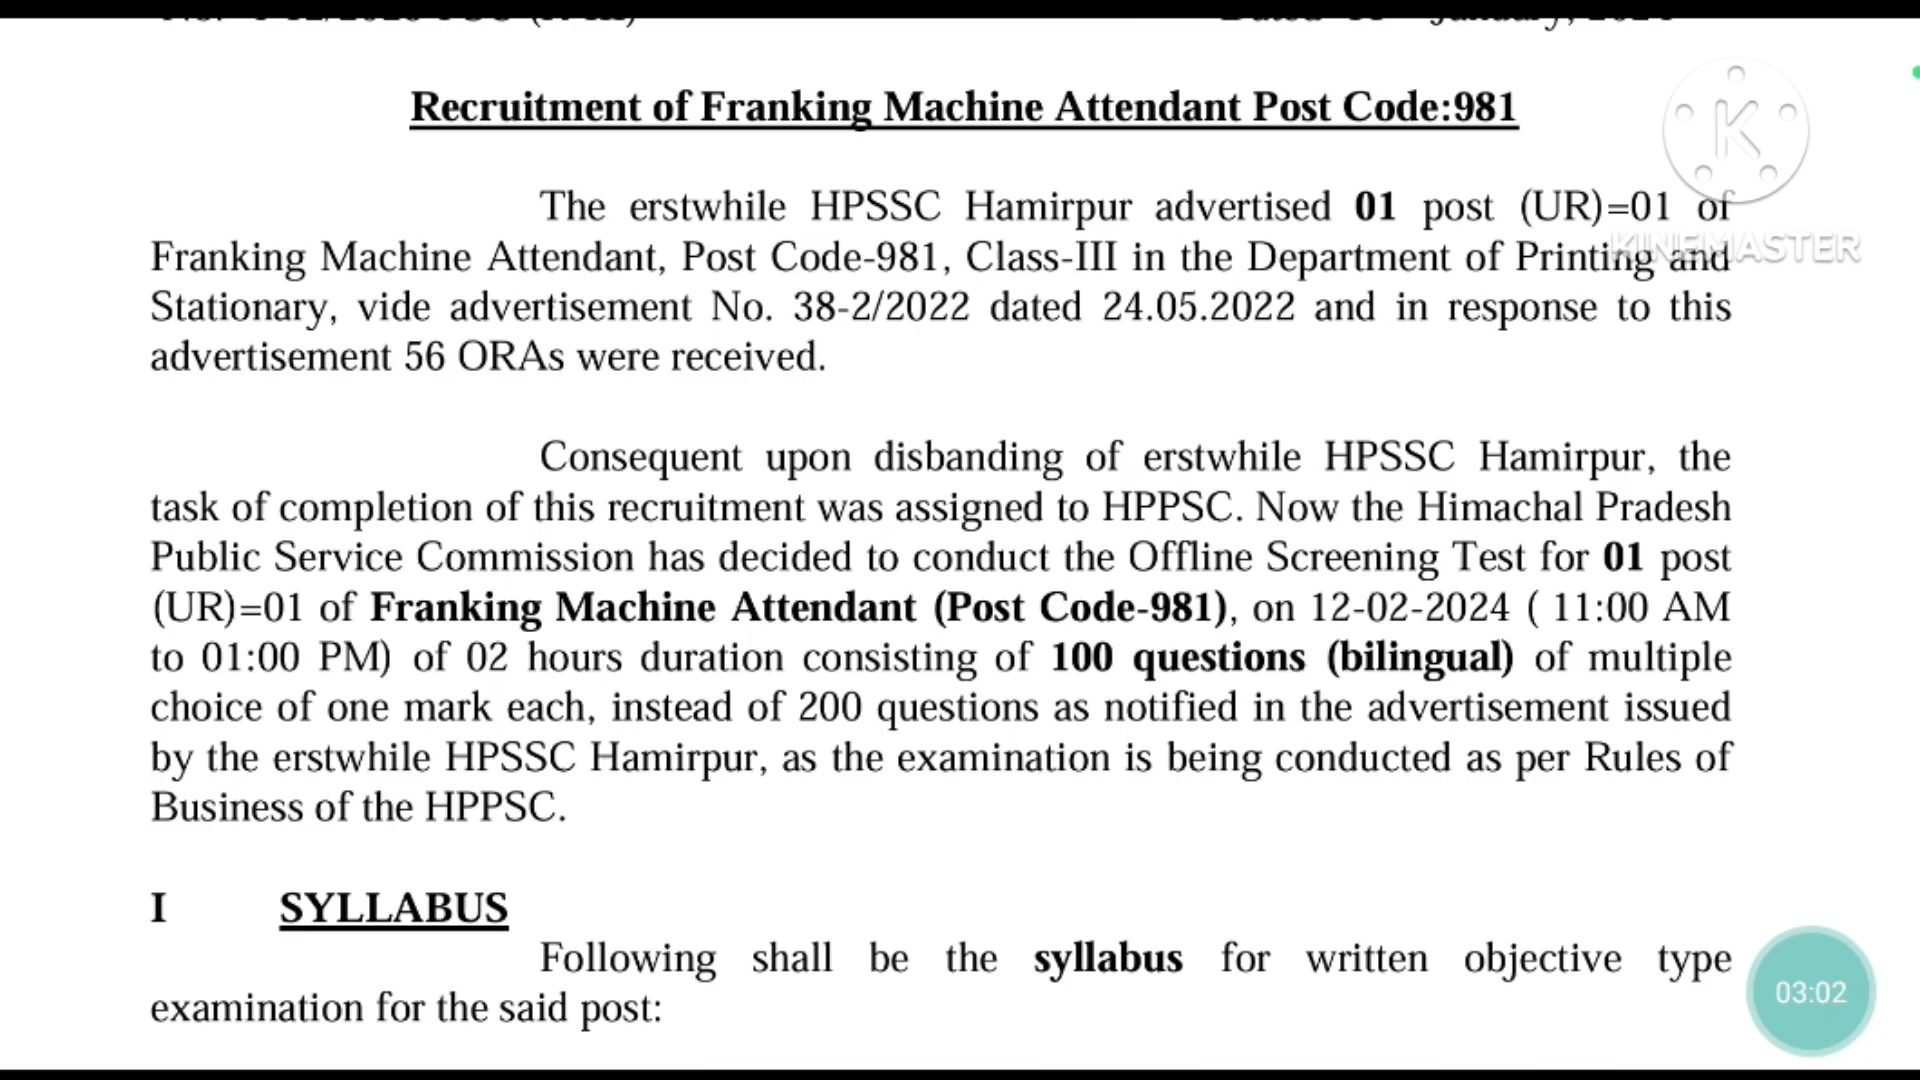 Recruitment of Franking Machine Attendant Post Code:981
The erstwhile HPSSC Hamirpur advertised 01 post (UR)=01 of
Franking Machine Attendant, Post Code-981, Class-III in the Department of Printing and
KINEMASTER
Stationary, vide advertisement No. 38-2/2022 dated 24.05.2022 and in response to this
advertisement 56 ORAs were received.
Consequent upon disbanding of erstwhile HPSSC Hamirpur, the
task of completion of this recruitment was assigned to HPPSC. Now the Himachal Pradesh
Public Service Commission has decided to conduct the Offline Screening Test for 01 post
(UR)=01 of Franking Machine Attendant (Post Code-981), on 12-02-2024 ( 11:00 AM
to 01:00 PM) of 02 hours duration consisting of 100 questions (bilingual) of multiple
choice of one mark each, instead of 200 questions as notified in the advertisement issued
by the erstwhile HPSSC Hamirpur, as the examination is being conducted as per Rules of
Business of the HPPSC.
I SYLLABUS
Following shall be the syllabus for written objective type
examination for the said post:
03:02